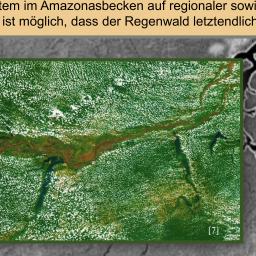 tem im Amazonasbecken auf regionaler sowi
ist möglich, dass der Regenwald letztendlich
[7]